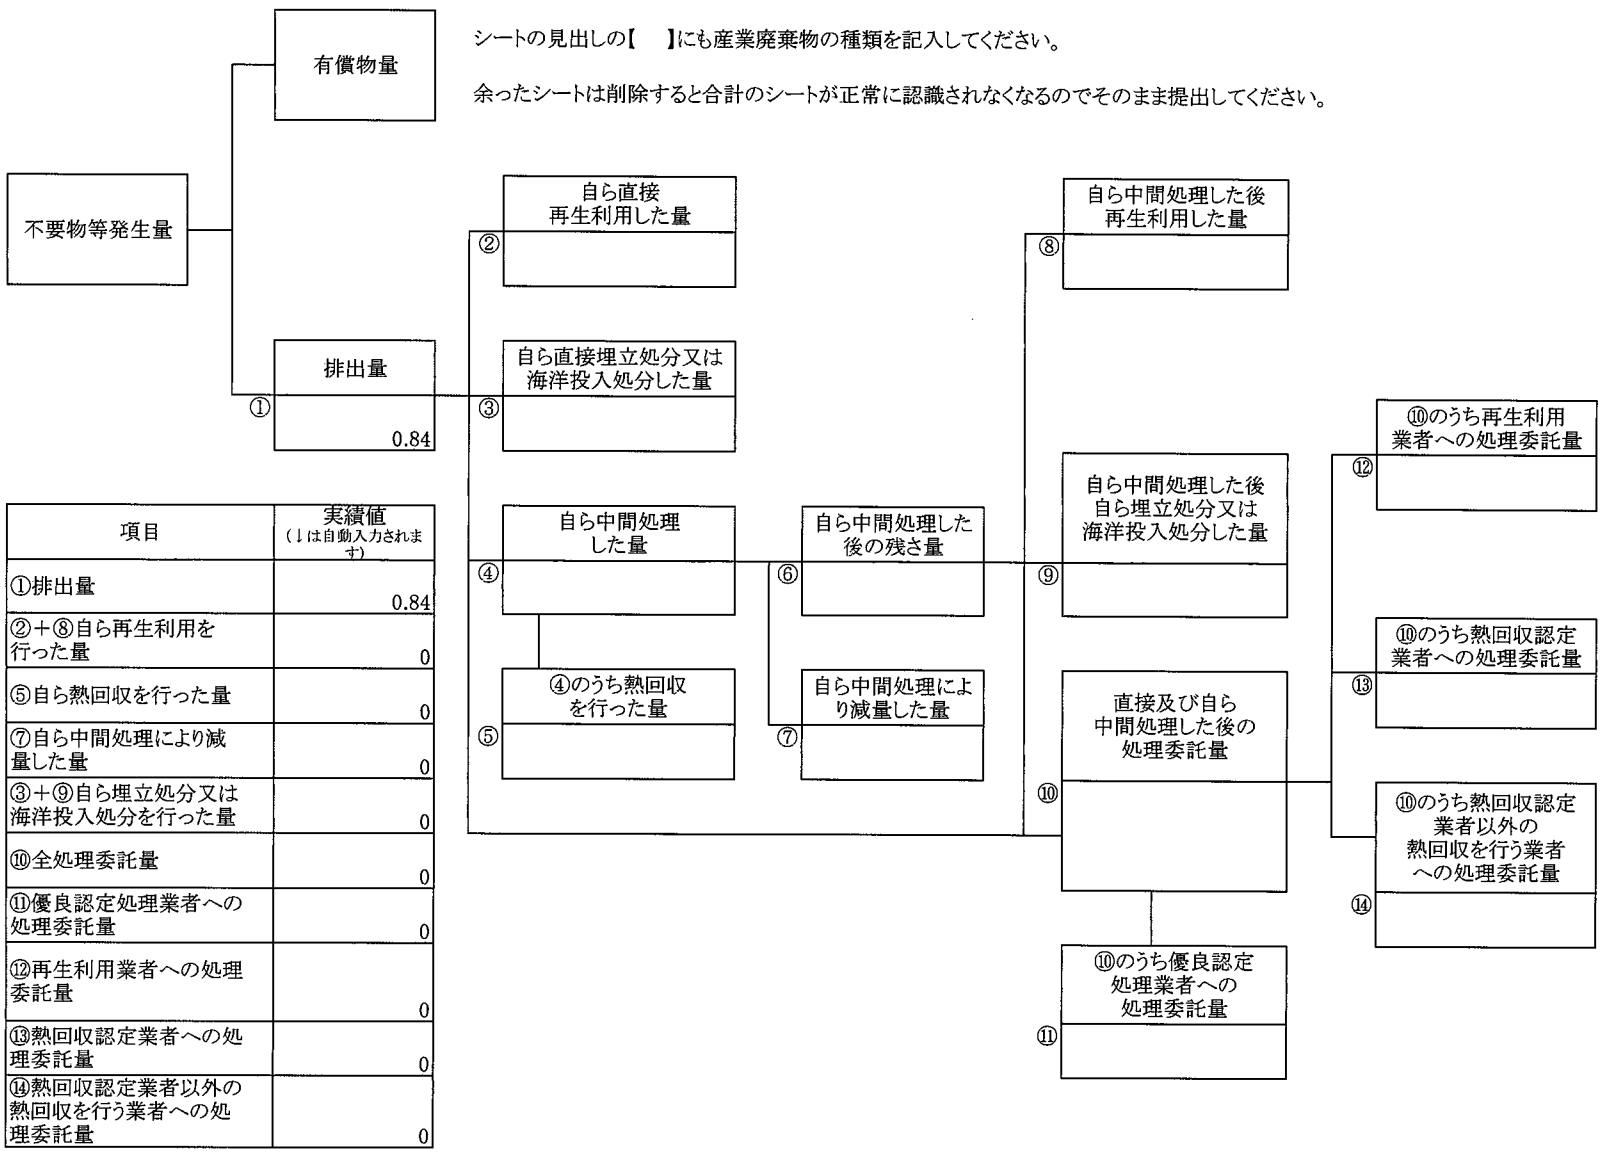 有償物量
シートの見出しの【　】にも産業廃棄物の種類を記入してください。
余ったシートは削除すると合計のシートが正常に認識されなくなるのでそのまま提出してください。
不要物等発生量
自ら直接
再生利用した量
②
自ら中間処理した後
再生利用した量
⑧
排出量
①
0.84
自ら直接埋立処分又は
海洋投入処分した量
③
⑩のうち再生利用
業者への処理委託量
⑫
自ら中間処理
した量
④
自ら中間処理した
後の残さ量
⑥
自ら中間処理した後
自ら埋立処分又は
海洋投入処分した量
⑨
⑩のうち熱回収認定
業者への処理委託量
⑬
④のうち熱回収
を行った量
⑤
自ら中間処理によ
り減量した量
⑦
直接及び自ら
中間処理した後の
処理委託量
⑩
⑩のうち熱回収認定
業者以外の
熱回収を行う業者
への処理委託量
⑭
⑩のうち優良認定
処理業者への
処理委託量
⑪
項目
実績値
(↓は自動入力されま
す)
①排出量
0.84
②+⑧自ら再生利用を
行った量
0
⑤自ら熱回収を行った量
0
⑦自ら中間処理により減
量した量
0
③+⑨自ら埋立処分又は
海洋投入処分を行った量
0
⑩全処理委託量
0
⑪優良認定処理業者への
処理委託量
0
⑫再生利用業者への処理
委託量
0
⑬熱回収認定業者への処
理委託量
0
⑭熱回収認定業者以外の
熱回収を行う業者への処
理委託量
0